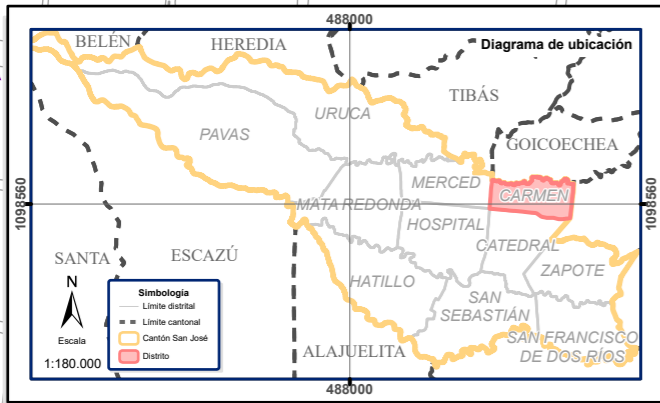 488000
BELÉN
HEREDIA
Diagrama de ubicación
TIBÁS
URUCA
PAVAS
GOICOECHEA
MERCED
CARMEN
1098560
1098560
MATA REDONDA
HOSPITAL
CATEDRAL
SANTA
ESCAZÚ
ZAPOTE
HATILLO
SAN
SEBASTIÁN
SAN FRANCISCO
DE DOS RÍOS
ALAJUELITA
N
Escala
1:180.000
Simbología
Límite distrital
Límite cantonal
Cantón San José
Distrito
488000